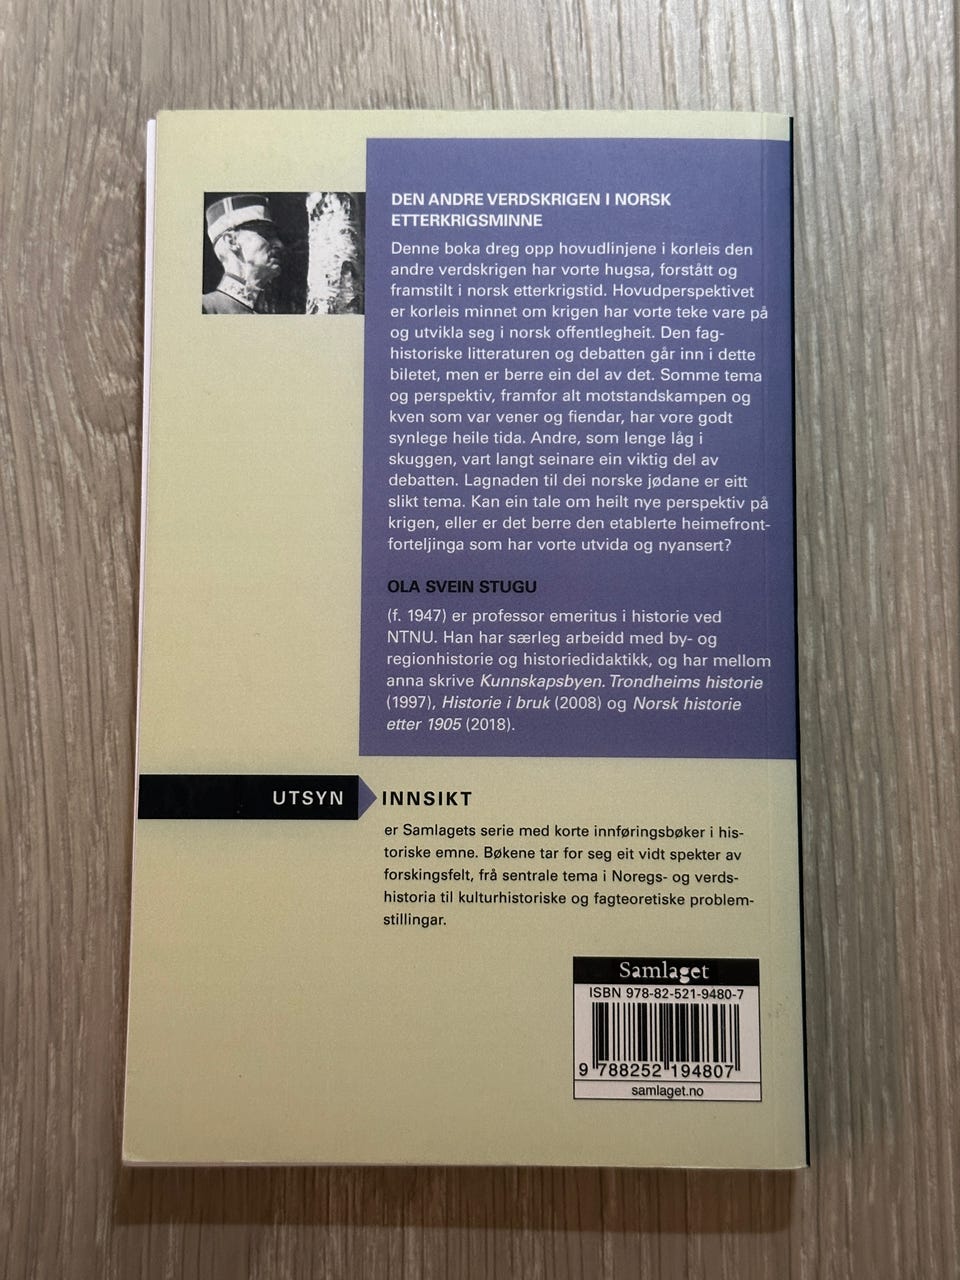 DEN ANDRE VERDSKRIGEN I NORSK
ETTERKRIGSMINNE
Denne boka dreg opp hovudlinjene i korleis den
andre verdskrigen har vorte hugsa, forstått og
framstilt i norsk etterkrigstid. Hovudperspektivet
er korleis minnet om krigen har vorte teke vare på
og utvikla seg i norsk offentlegheit. Den fag-
historiske litteraturen og debatten går inn i dette
biletet, men er berre ein del av det. Somme tema
og perspektiv, framfor alt motstandskampen og
kven som var vener og fiendar, har vore godt
synlege heile tida. Andre, som lenge låg i
skuggen, vart langt seinare ein viktig del av
debatten. Lagnaden til dei norske jødane er eitt
slikt tema. Kan ein tale om heilt nye perspektiv på
krigen, eller er det berre den etablerte heimefront-
forteljinga som har vorte utvida og nyansert?
OLA SVEIN STUGU
(f. 1947) er professor emeritus i historie ved
NTNU. Han har særleg arbeidd med by- og
regionhistorie og historiedidaktikk, og har mellom
anna skrive Kunnskapsbyen. Trondheims historie
(1997), Historie i bruk (2008) og Norsk historie
etter 1905 (2018).
UTSYN INNSIKT
er Samlagets serie med korte innføringsbøker i his-
toriske emne. Bøkene tar for seg eit vidt spekter av
forskingsfelt, frå sentrale tema i Noregs- og verds-
historia til kulturhistoriske og fagteoretiske problem-
stillingar.
Samlaget
ISBN 978-82-521-9480-7
9 788252 194807
samlaget.no